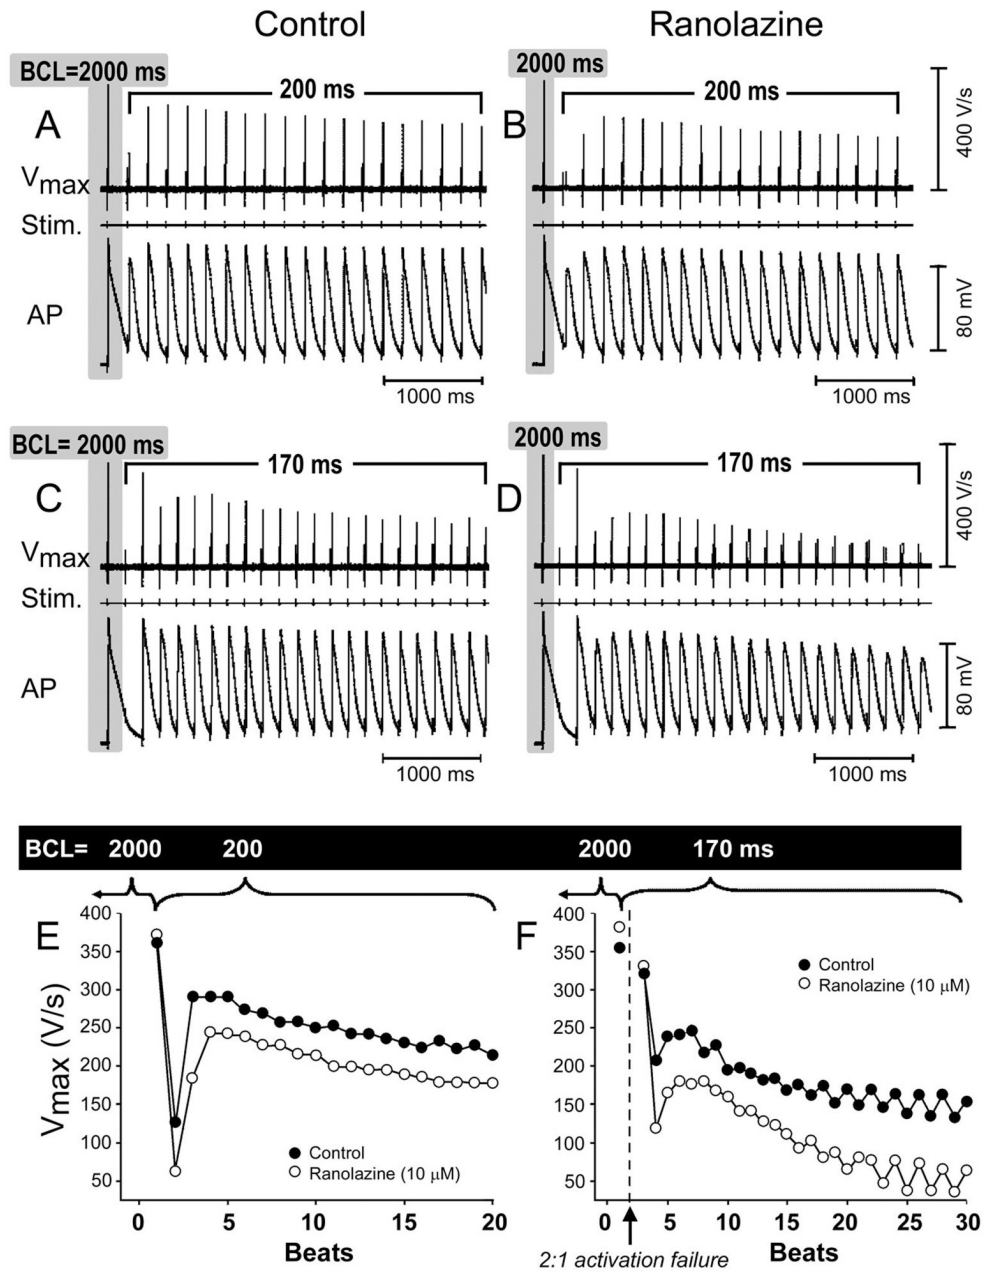 Control
Ranolazine
BCL=2000 ms
200 ms
A
Vmax
Stim.
AP
1000 ms
2000 ms
200 ms
B
400 V/s
80 mV
1000 ms
BCL= 2000 ms
170 ms
C
Vmax
Stim.
AP
1000 ms
2000 ms
170 ms
D
400 V/s
80 mV
1000 ms
BCL= 2000 200 2000 170 ms
E
400
350
300
250
200
150
100
50
Vmax (V/s)
Control
Ranolazine (10 µM)
0 5 10 15 20
Beats
F
400
350
300
250
200
150
100
50
Control
Ranolazine (10 µM)
0 5 10 15 20 25 30
2:1 activation failure
Beats